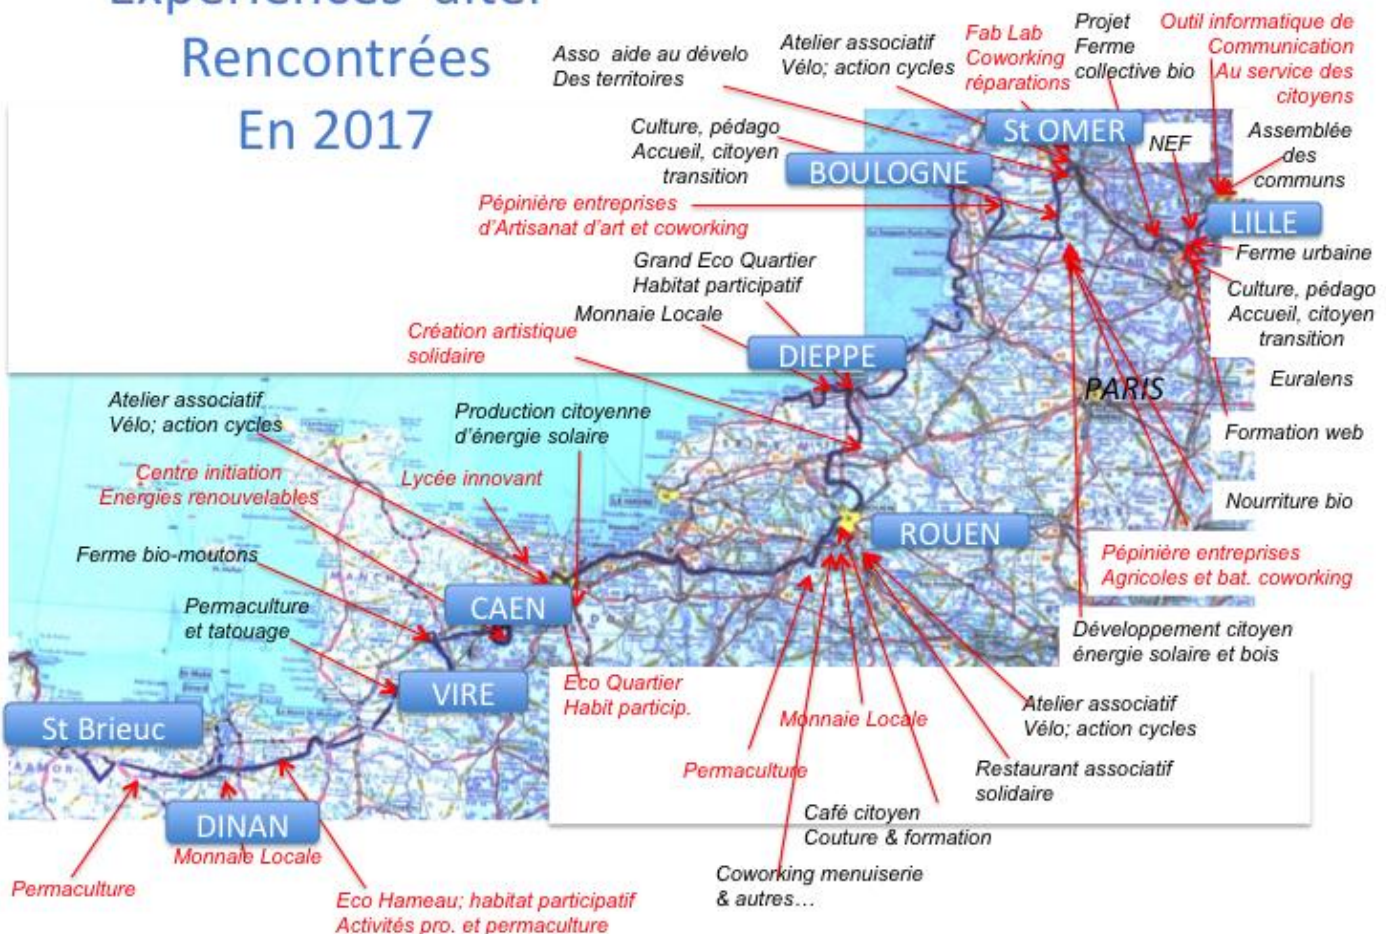 Expériences alter
Rencontrées
En 2017
Asso aide au dévelo
Des territoires
Atelier associatif
Vélo; action cycles
Fab Lab
Coworking
réparations
Projet
Ferme
collective bio
Outil informatique de
Communication
Au service des
citoyens
Culture, pédago
Accueil, citoyen
transition
St OMER
NEF
Assemblée
des
communs
BOULOGNE
Pépinière entreprises
d'Artisanat d'art et coworking
LILLE
Ferme urbaine
Grand Eco Quartier
Habitat participatif
Monnaie Locale
Culture, pédago
Accueil, citoyen
transition
Création artistique
solidaire
DIEPPE
PARIS
Euralens
Atelier associatif
Vélo; action cycles
Production citoyenne
d'énergie solaire
Formation web
Centre initiation
Energies renouvelables
Lycée innovant
Nourriture bio
ROUEN
Ferme bio-moutons
Pépinière entreprises
Agricoles et bat. coworking
Permaculture
et tatouage
CAEN
Développement citoyen
énergie solaire et bois
VIRE
Eco Quartier
Habit particip.
Monnaie Locale
Atelier associatif
Vélo; action cycles
St Brieuc
Permaculture
Restaurant associatif
solidaire
DINAN
Monnaie Locale
Café citoyen
Couture & formation
Permaculture
Coworking menuiserie
& autres…
Eco Hameau; habitat participatif
Activités pro. et permaculture